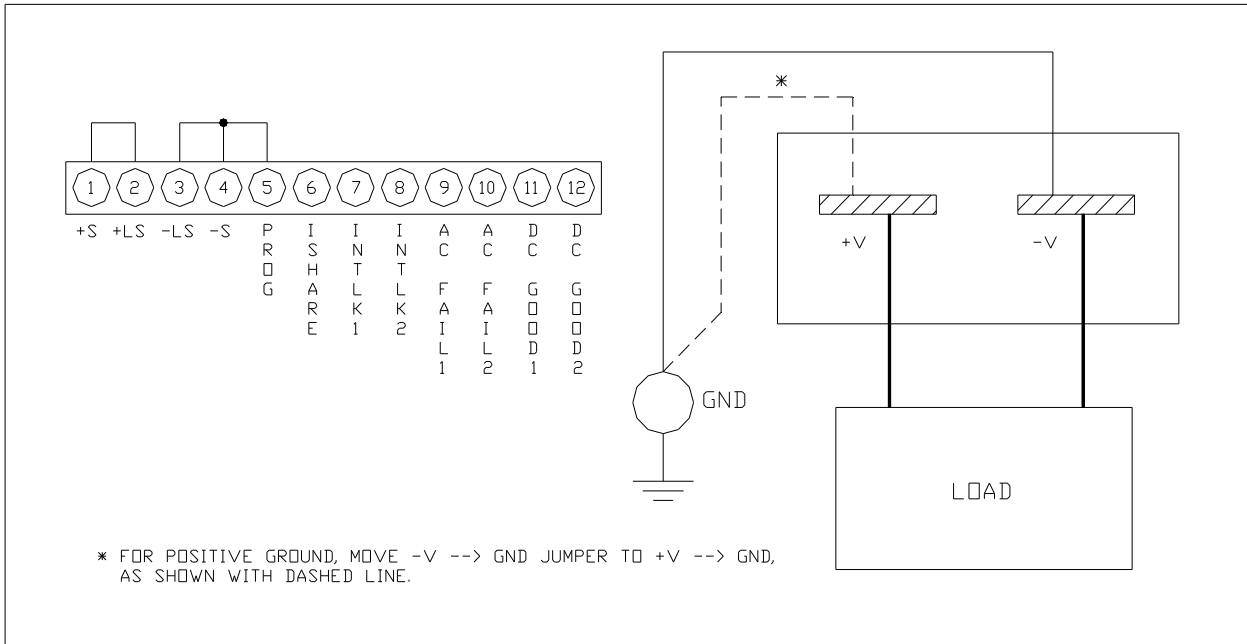 *
1 2 3 4 5 6 7 8 9 10 11 12
+S +LS -LS -S PROG ISHARE INTLK1 INTLK2 AC FAIL1 AC FAIL2 DC GOOD1 DC GOOD2
+V -V
GND
LOAD
* FOR POSITIVE GROUND, MOVE -V --> GND JUMPER TO +V --> GND,
AS SHOWN WITH DASHED LINE.